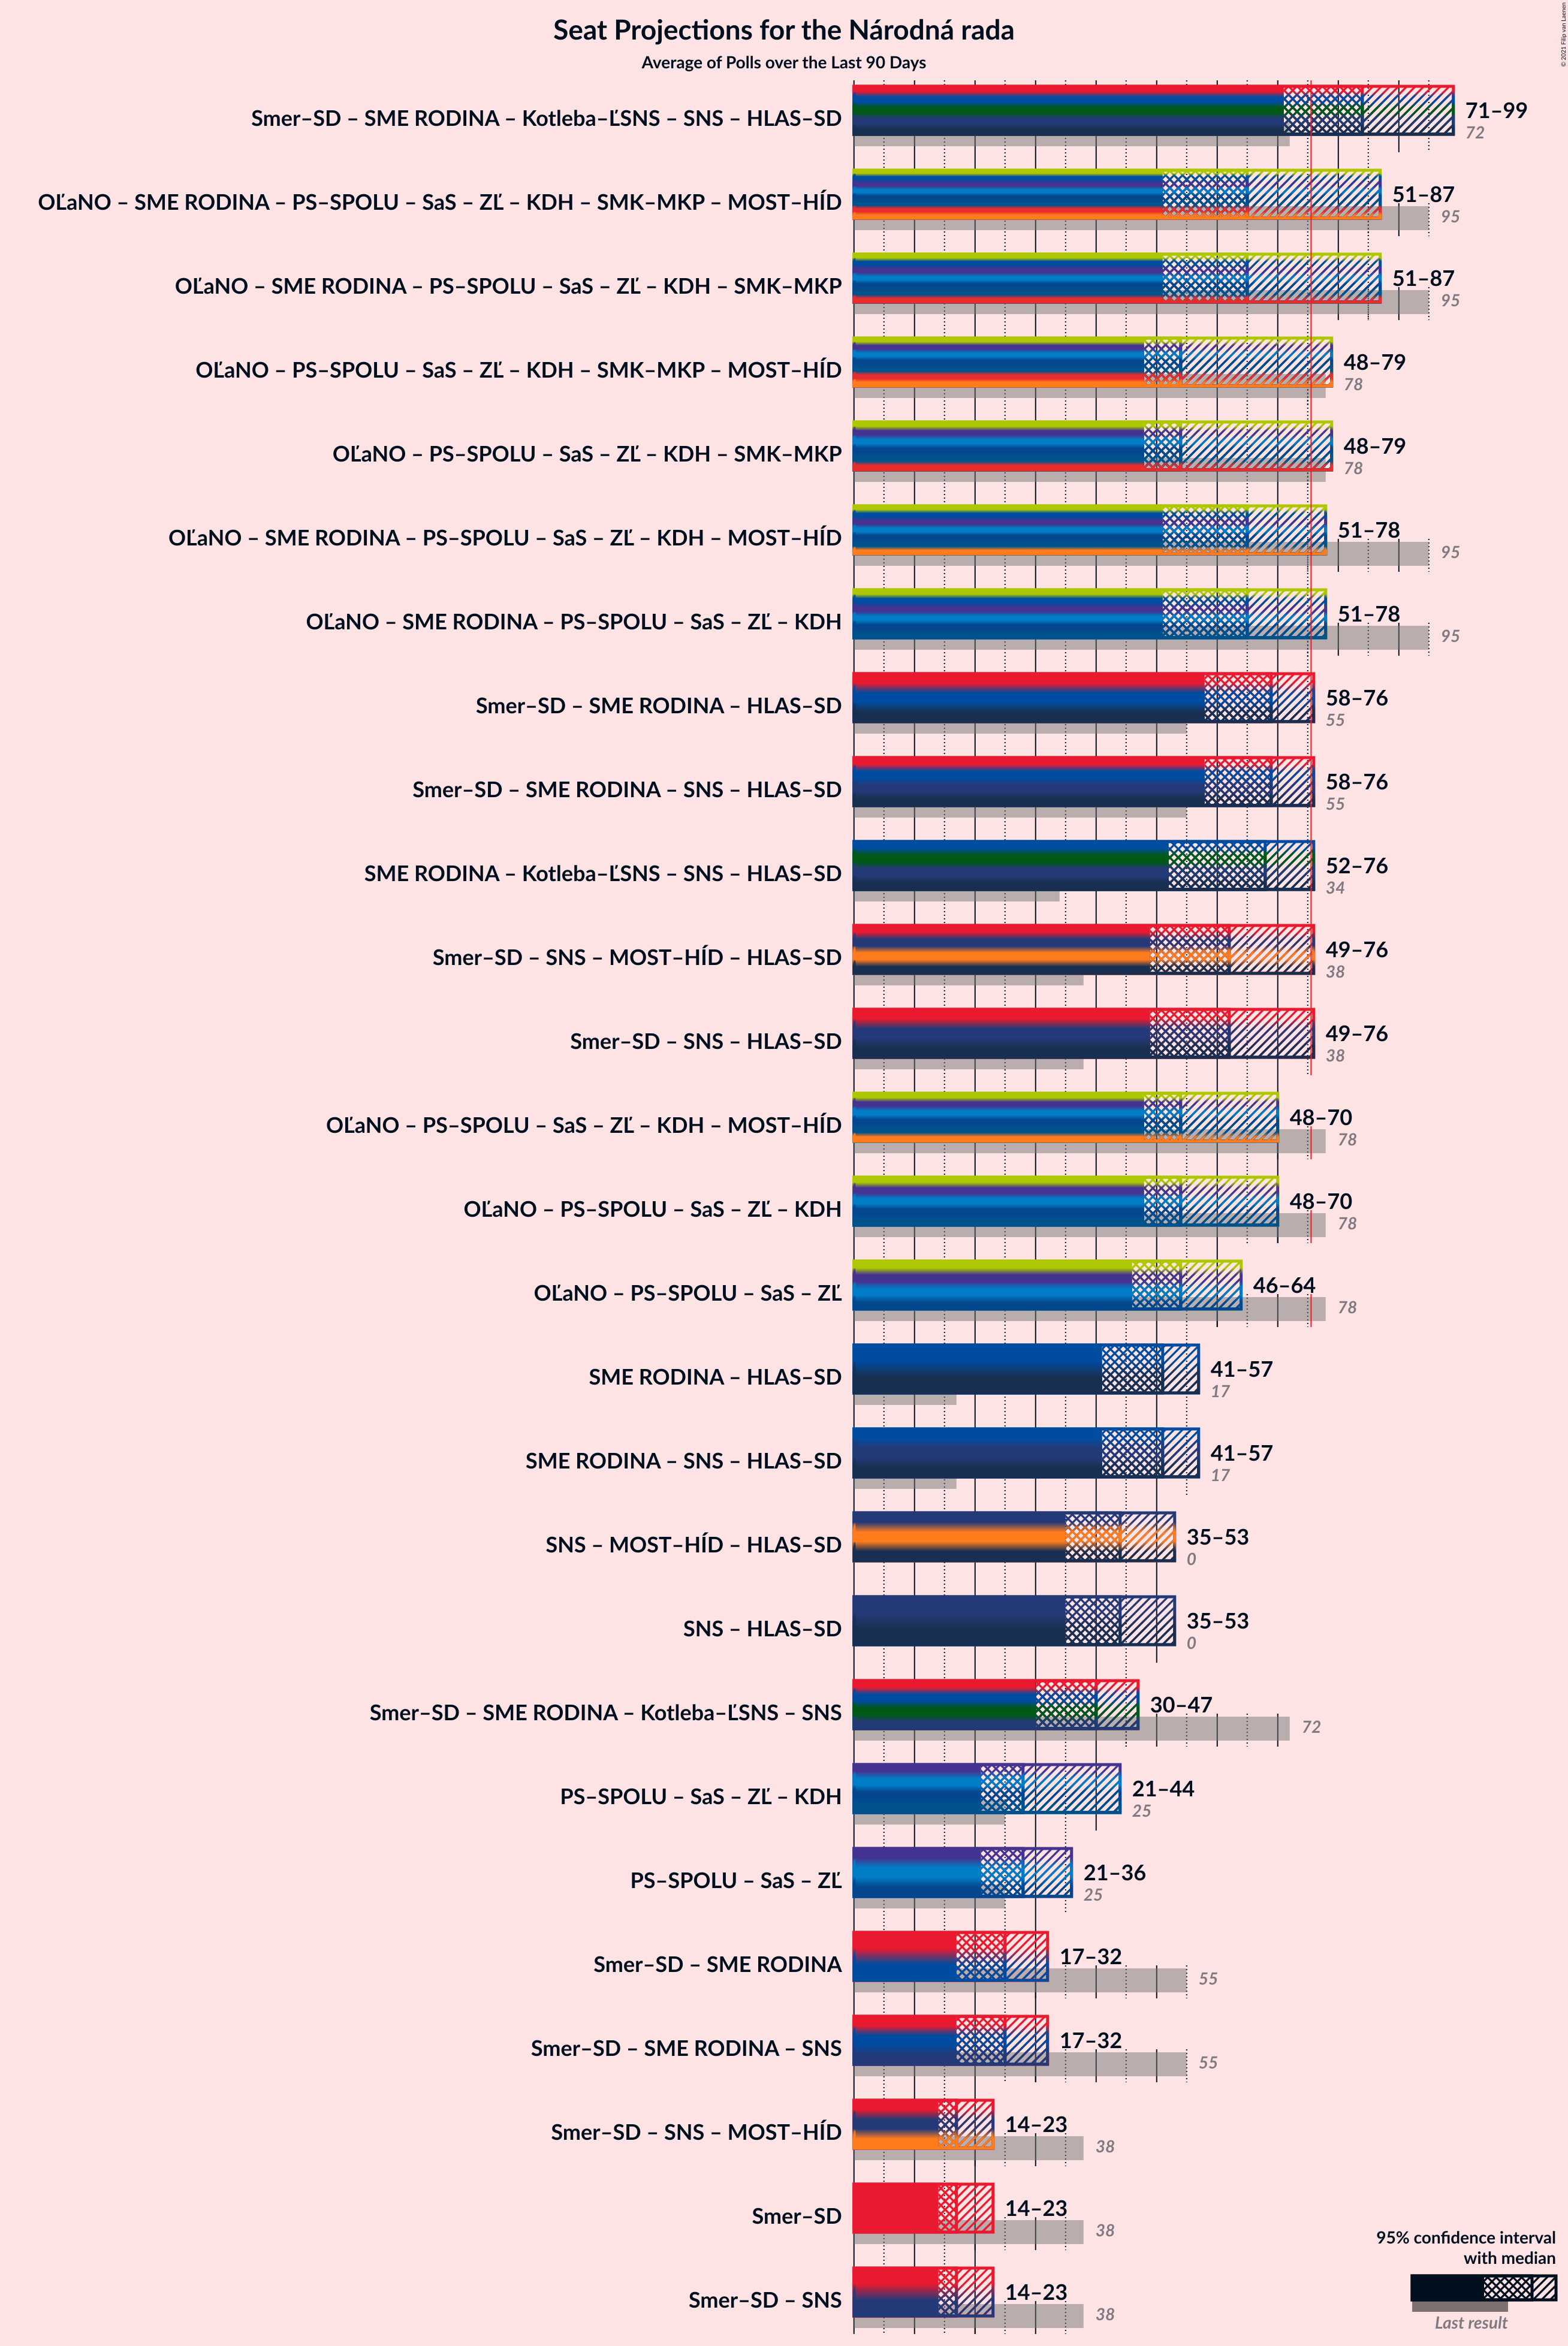 Seat Projections for the Národná rada
Average of Polls over the Last 90 Days
© 2021 Filip van Laenen
Smer–SD – SME RODINA – Kotleba–ĽSNS – SNS – HLAS–SD
71–99
72
OĽaNO – SME RODINA – PS–SPOLU – SaS – ZĽ – KDH – SMK–MKP – MOST–HÍD
51–87
95
OĽaNO – SME RODINA – PS–SPOLU – SaS – ZĽ – KDH – SMK–MKP
51–87
95
OĽaNO – PS–SPOLU – SaS – ZĽ – KDH – SMK–MKP – MOST–HÍD
48–79
78
OĽaNO – PS–SPOLU – SaS – ZĽ – KDH – SMK–MKP
48–79
78
OĽaNO – SME RODINA – PS–SPOLU – SaS – ZĽ – KDH – MOST–HÍD
51–78
95
OĽaNO – SME RODINA – PS–SPOLU – SaS – ZĽ – KDH
51–78
95
Smer–SD – SME RODINA – HLAS–SD
58–76
55
Smer–SD – SME RODINA – SNS – HLAS–SD
58–76
55
SME RODINA – Kotleba–ĽSNS – SNS – HLAS–SD
52–76
34
Smer–SD – SNS – MOST–HÍD – HLAS–SD
49–76
38
Smer–SD – SNS – HLAS–SD
49–76
38
OĽaNO – PS–SPOLU – SaS – ZĽ – KDH – MOST–HÍD
48–70
78
OĽaNO – PS–SPOLU – SaS – ZĽ – KDH
48–70
78
OĽaNO – PS–SPOLU – SaS – ZĽ
46–64
78
SME RODINA – HLAS–SD
41–57
17
SME RODINA – SNS – HLAS–SD
41–57
17
SNS – MOST–HÍD – HLAS–SD
35–53
0
SNS – HLAS–SD
35–53
0
Smer–SD – SME RODINA – Kotleba–ĽSNS – SNS
30–47
72
PS–SPOLU – SaS – ZĽ – KDH
21–44
25
PS–SPOLU – SaS – ZĽ
21–36
25
Smer–SD – SME RODINA
17–32
55
Smer–SD – SME RODINA – SNS
17–32
55
Smer–SD – SNS – MOST–HÍD
14–23
38
Smer–SD
14–23
38
Smer–SD – SNS
14–23
38
95% confidence interval
with median
Last result